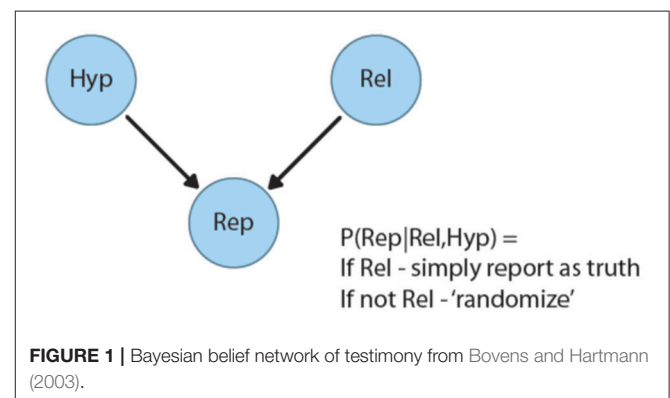 Hyp
Rel
Rep
P(Rep|Rel,Hyp) =
If Rel - simply report as truth
If not Rel - ‘randomize’
FIGURE 1 | Bayesian belief network of testimony from Bovens and Hartmann
(2003).